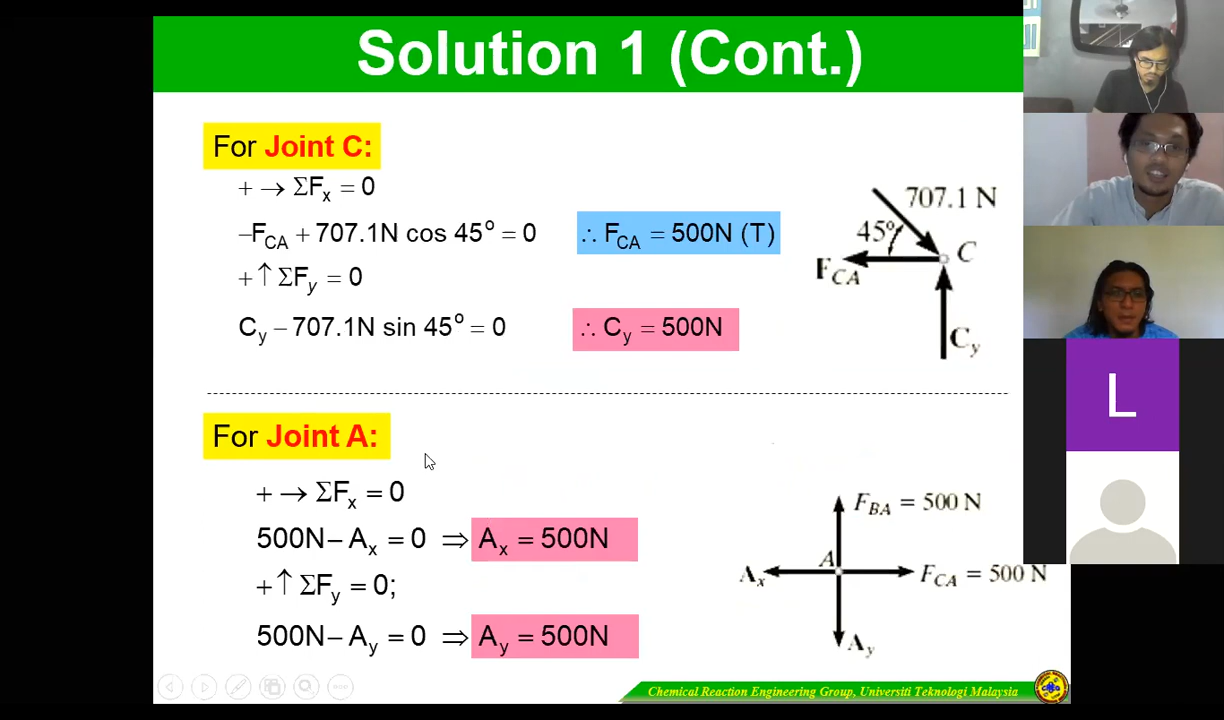 Solution 1 (Cont.)
For Joint C:
+ → ΣFx = 0
–FCA + 707.1N cos 45° = 0 ∴ FCA = 500N (T)
+ ↑ ΣFy = 0
Cy – 707.1N sin 45° = 0 ∴ Cy = 500N
707.1 N
45°
C
FCA
Cy
For Joint A:
+ → ΣFx = 0
500N – Ax = 0 ⇒ Ax = 500N
+ ↑ ΣFy = 0;
500N – Ay = 0 ⇒ Ay = 500N
FBA = 500 N
A
Ax
FCA = 500 N
Ay
Chemical Reaction Engineering Group, Universiti Teknologi Malaysia
L